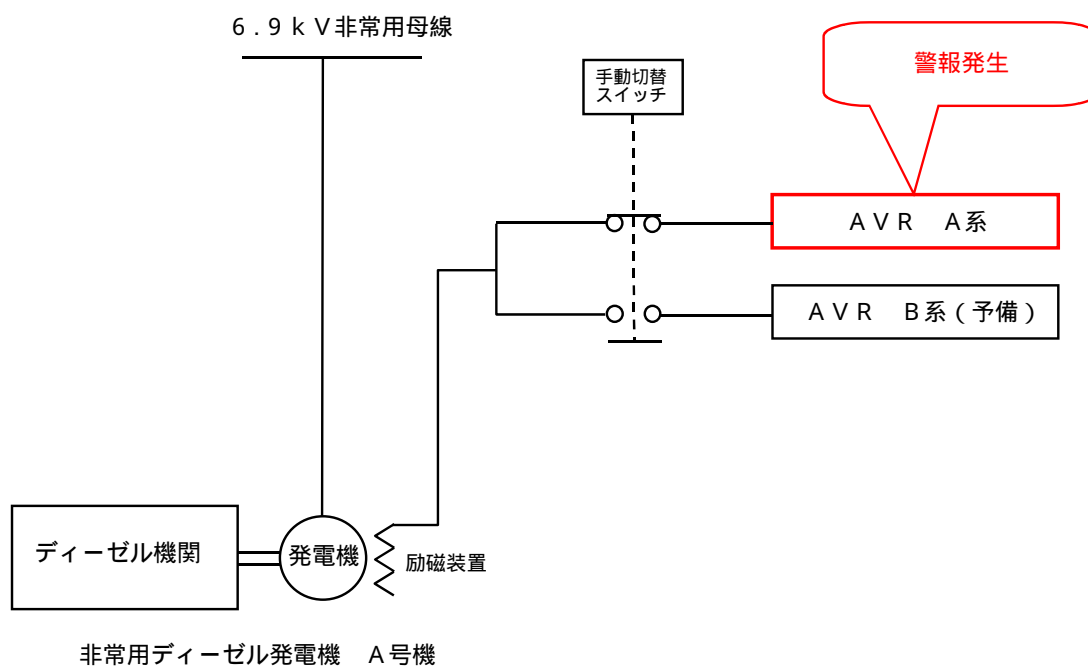 6.9kV非常用母線
手動切替
スイッチ
警報発生
AVR A系
AVR B系(予備)
ディーゼル機関
発電機
励磁装置
非常用ディーゼル発電機 A号機